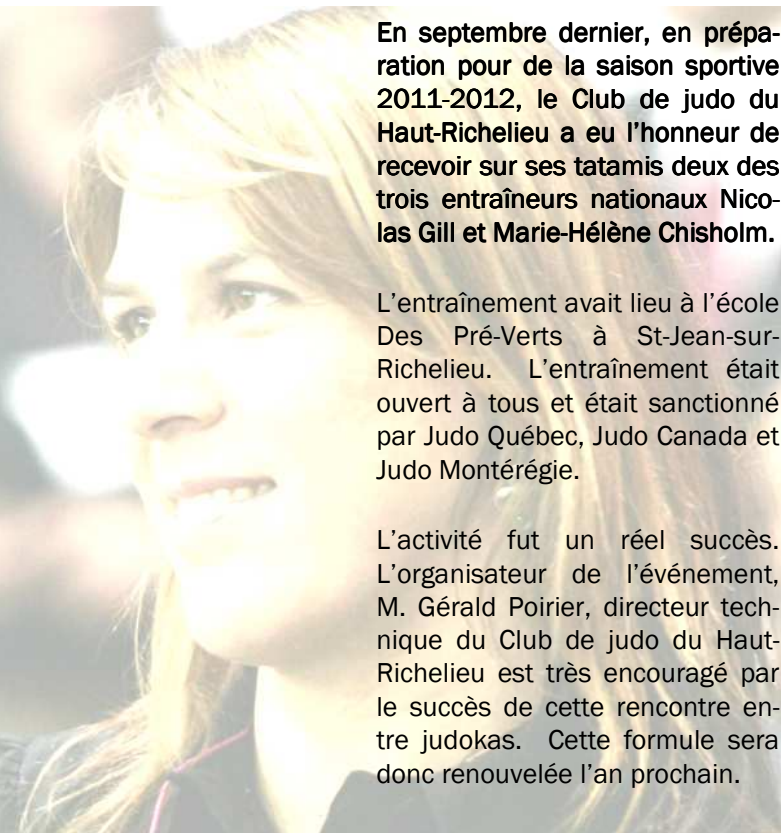 En septembre dernier, en prépa-
ration pour de la saison sportive
2011-2012, le Club de judo du
Haut-Richelieu a eu l'honneur de
recevoir sur ses tatamis deux des
trois entraîneurs nationaux Nico-
las Gill et Marie-Hélène Chisholm.
L'entraînement avait lieu à l'école
Des Pré-Verts à St-Jean-sur-
Richelieu. L'entraînement était
ouvert à tous et était sanctionné
par Judo Québec, Judo Canada et
Judo Montérégie.
L'activité fut un réel succès.
L'organisateur de l'événement,
M. Gérald Poirier, directeur tech-
nique du Club de judo du Haut-
Richelieu est très encouragé par
le succès de cette rencontre en-
tre judokas. Cette formule sera
donc renouvelée l'an prochain.